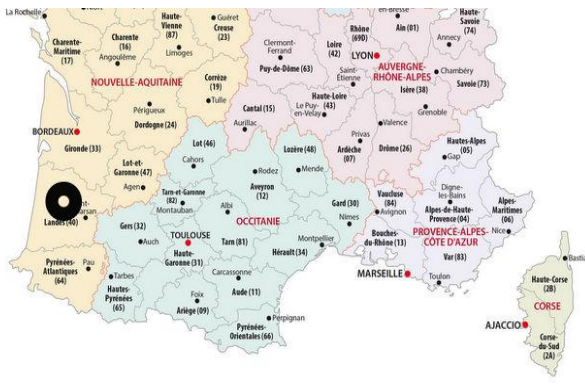 La Rochelle
Charente-
Maritime
(17)
Charente
(16)
Angoulême
Haute-
Vienne
(87)
Limoges
Guéret
Creuse
(23)
Corrèze
(19)
Tulle
NOUVELLE-AQUITAINE
Périgueux
Dordogne (24)
BORDEAUX
Gironde (33)
Lot-et-
Garonne
(47)
Agen
Landes (40)
Pyrénées-
Atlantiques
(64)
Pau
Clermont-
Ferrand
Puy-de-Dôme (63)
Loire
(42)
Rhône
(69D)
en-Bresse
Ain (01)
Haute-
Savoie
(74)
Annecy
LYON
AUVERGNE-
RHÔNE-ALPES
Chambéry
Savoie (73)
Saint-
Étienne
Isère (38)
Grenoble
Haute-Loire
(43)
Le Puy-
en-Velay
Cantal (15)
Aurillac
Privas
Ardèche
(07)
Valence
Drôme (26)
Lot (46)
Cahors
Lozère (48)
Mende
Rodez
Aveyron
(12)
Tarn-et-Garonne
(82)
Montauban
Albi
OCCITANIE
Gard (30)
Nîmes
Gers (32)
Auch
TOULOUSE
Haute-
Garonne (31)
Tarn (81)
Montpellier
Hérault (34)
Tarbes
Hautes-
Pyrénées
(65)
Foix
Ariège (09)
Carcassonne
Aude (11)
Perpignan
Pyrénées-
Orientales (66)
Hautes-Alpes
(05)
Gap
Vaucluse
(84)
Avignon
Digne-
les-Bains
Alpes-de-Haute-
Provence (04)
Alpes-
Maritimes
(06)
Nice
PROVENCE-ALPES-
CÔTE D'AZUR
Bouches-
du-Rhône (13)
Var (83)
MARSEILLE
Toulon
Bastia
Haute-Corse
(2B)
CORSE
AJACCIO
Corse-
du-Sud
(2A)